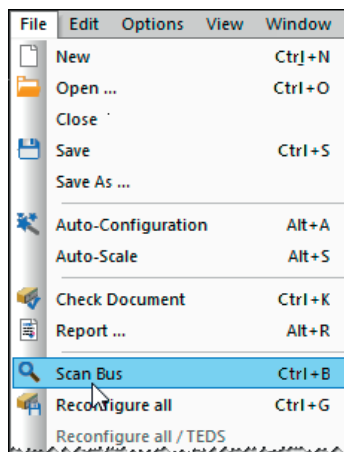 File Edit Options View Window
New Ctrl+N
Open ... Ctrl+O
Close
Save Ctrl+S
Save As ...
Auto-Configuration Alt+A
Auto-Scale Alt+S
Check Document Ctrl+K
Report ... Alt+R
Scan Bus Ctrl+B
Reconfigure all Ctrl+G
Reconfigure all / TEDS